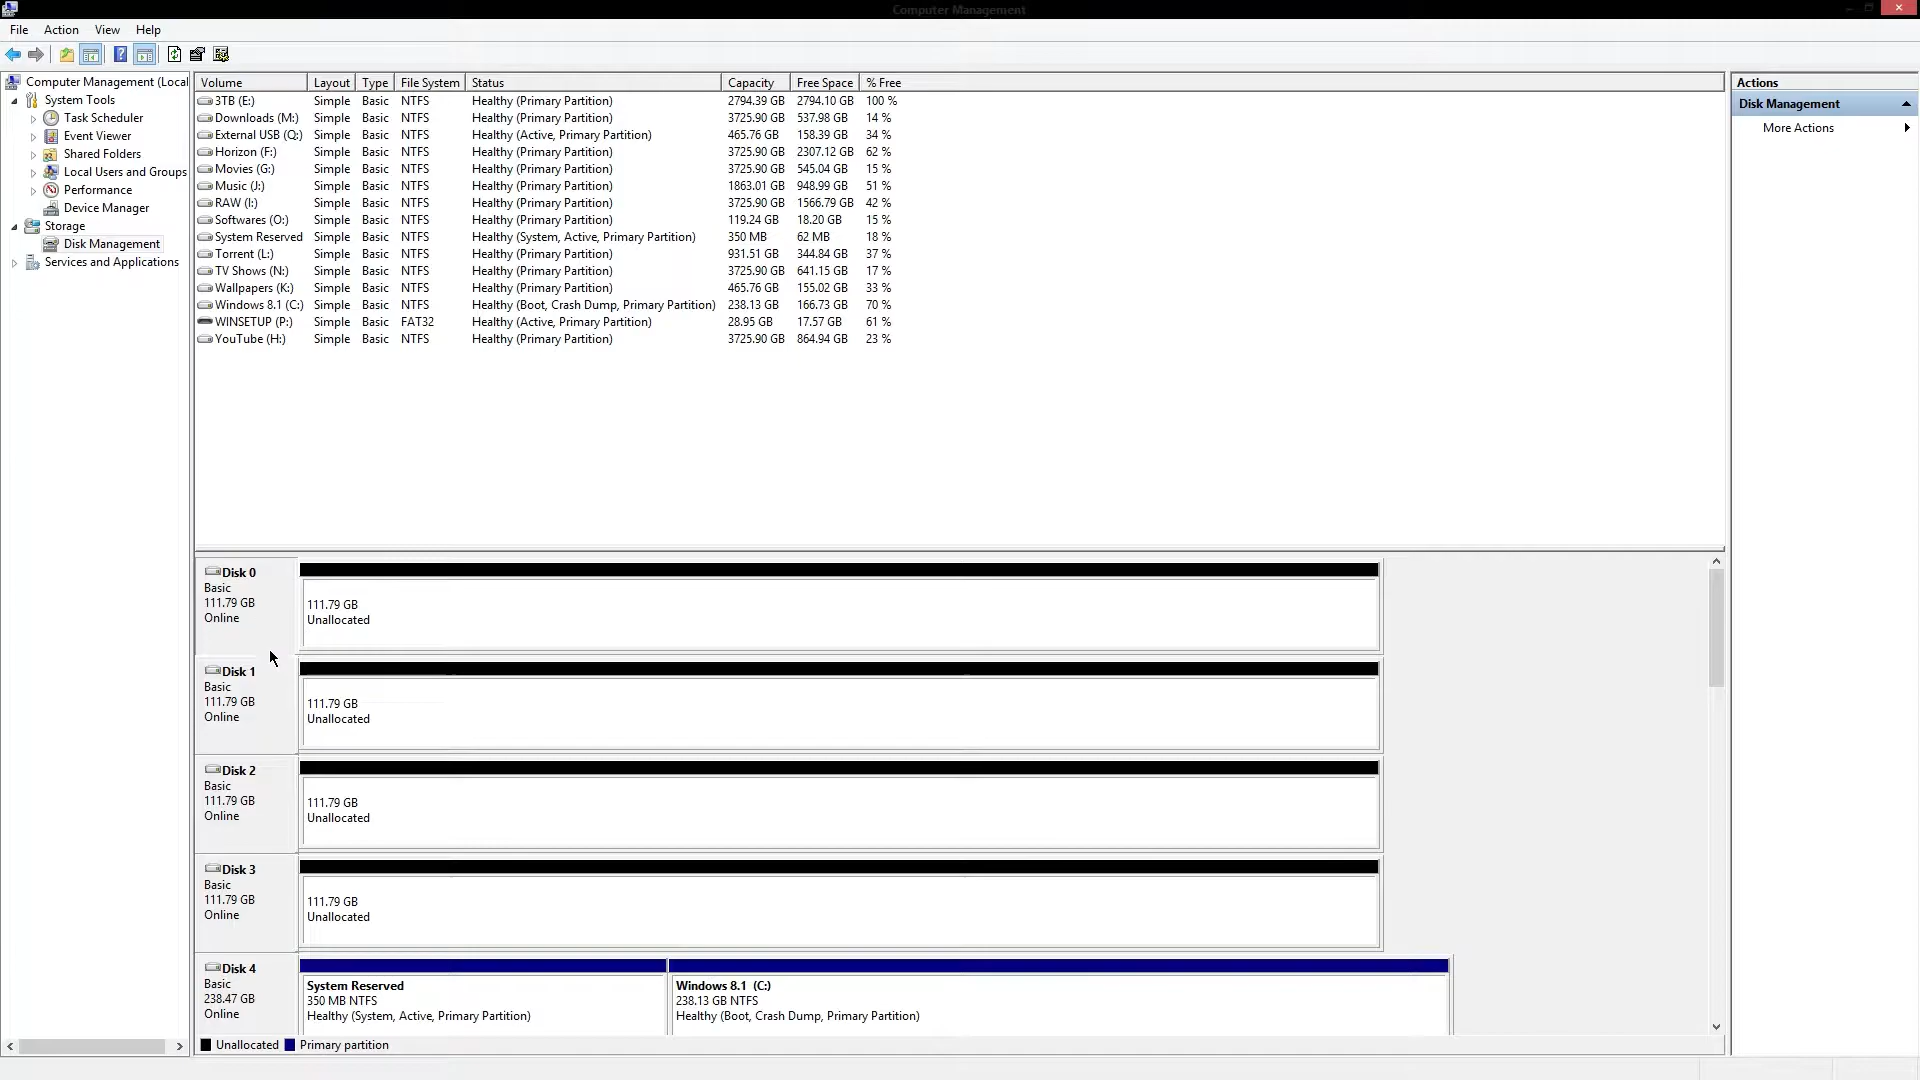 Computer Management
File Action View Help
Computer Management (Local
System Tools
Task Scheduler
Event Viewer
Shared Folders
Local Users and Groups
Performance
Device Manager
Storage
Disk Management
Services and Applications
Volume Layout Type File System Status Capacity Free Space % Free
3TB (E:) Simple Basic NTFS Healthy (Primary Partition) 2794.39 GB 2794.10 GB 100 %
Downloads (M:) Simple Basic NTFS Healthy (Primary Partition) 3725.90 GB 537.98 GB 14 %
External USB (Q:) Simple Basic NTFS Healthy (Active, Primary Partition) 465.76 GB 158.39 GB 34 %
Horizon (F:) Simple Basic NTFS Healthy (Primary Partition) 3725.90 GB 2307.12 GB 62 %
Movies (G:) Simple Basic NTFS Healthy (Primary Partition) 3725.90 GB 545.04 GB 15 %
Music (J:) Simple Basic NTFS Healthy (Primary Partition) 1863.01 GB 948.99 GB 51 %
RAW (I:) Simple Basic NTFS Healthy (Primary Partition) 3725.90 GB 1566.79 GB 42 %
Softwares (O:) Simple Basic NTFS Healthy (Primary Partition) 119.24 GB 18.20 GB 15 %
System Reserved Simple Basic NTFS Healthy (System, Active, Primary Partition) 350 MB 62 MB 18 %
Torrent (L:) Simple Basic NTFS Healthy (Primary Partition) 931.51 GB 344.84 GB 37 %
TV Shows (N:) Simple Basic NTFS Healthy (Primary Partition) 3725.90 GB 641.15 GB 17 %
Wallpapers (K:) Simple Basic NTFS Healthy (Primary Partition) 465.76 GB 155.02 GB 33 %
Windows 8.1 (C:) Simple Basic NTFS Healthy (Boot, Crash Dump, Primary Partition) 238.13 GB 166.73 GB 70 %
WINSETUP (P:) Simple Basic FAT32 Healthy (Active, Primary Partition) 28.95 GB 17.57 GB 61 %
YouTube (H:) Simple Basic NTFS Healthy (Primary Partition) 3725.90 GB 864.94 GB 23 %
Disk 0
Basic
111.79 GB
Online
111.79 GB
Unallocated
Disk 1
Basic
111.79 GB
Online
111.79 GB
Unallocated
Disk 2
Basic
111.79 GB
Online
111.79 GB
Unallocated
Disk 3
Basic
111.79 GB
Online
111.79 GB
Unallocated
Disk 4
Basic
238.47 GB
Online
System Reserved
350 MB NTFS
Healthy (System, Active, Primary Partition)
Windows 8.1 (C:)
238.13 GB NTFS
Healthy (Boot, Crash Dump, Primary Partition)
Unallocated Primary partition
Actions
Disk Management
More Actions